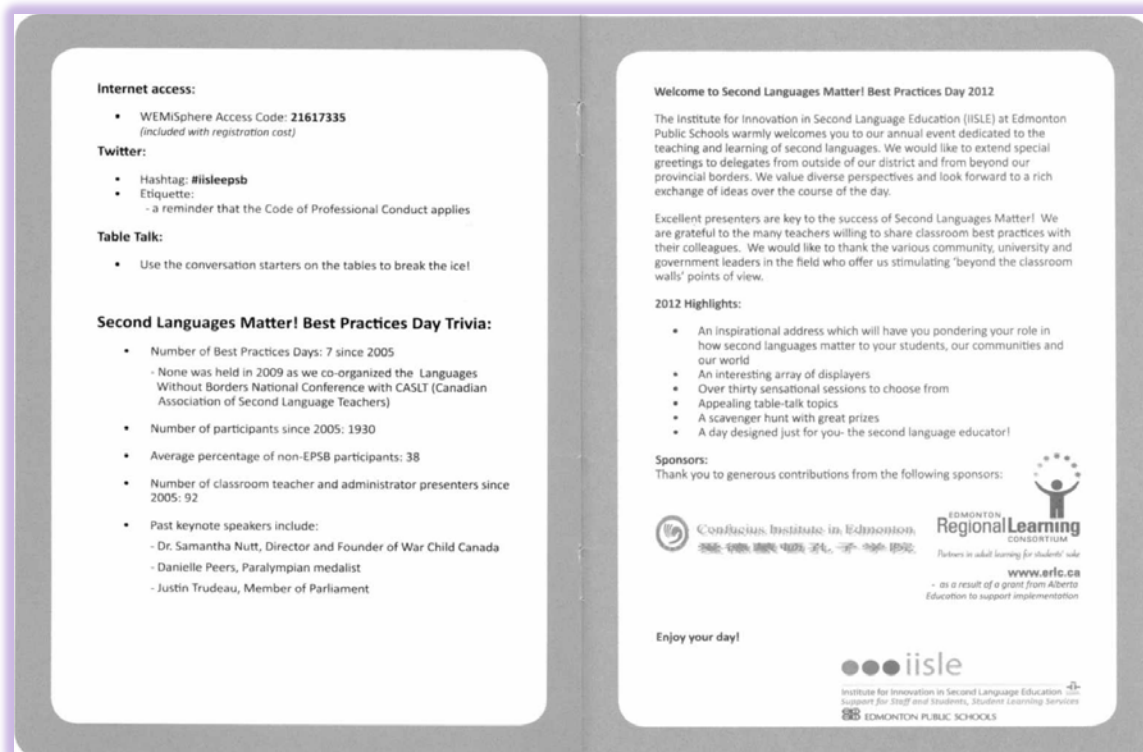 Internet access:
• WEMiSphere Access Code: 21617335
(included with registration cost)
Twitter:
• Hashtag: #iisleepsb
• Etiquette:
- a reminder that the Code of Professional Conduct applies
Table Talk:
• Use the conversation starters on the tables to break the ice!
Second Languages Matter! Best Practices Day Trivia:
• Number of Best Practices Days: 7 since 2005
- None was held in 2009 as we co-organized the Languages
Without Borders National Conference with CASLT (Canadian
Association of Second Language Teachers)
• Number of participants since 2005: 1930
• Average percentage of non-EPSB participants: 38
• Number of classroom teacher and administrator presenters since
2005: 92
• Past keynote speakers include:
- Dr. Samantha Nutt, Director and Founder of War Child Canada
- Danielle Peers, Paralympian medalist
- Justin Trudeau, Member of Parliament
Welcome to Second Languages Matter! Best Practices Day 2012
The Institute for Innovation in Second Language Education (IISLE) at Edmonton
Public Schools warmly welcomes you to our annual event dedicated to the
teaching and learning of second languages. We would like to extend special
greetings to delegates from outside of our district and from beyond our
provincial borders. We value diverse perspectives and look forward to a rich
exchange of ideas over the course of the day.
Excellent presenters are key to the success of Second Languages Matter! We
are grateful to the many teachers willing to share classroom best practices with
their colleagues. We would like to thank the various community, university and
government leaders in the field who offer us stimulating 'beyond the classroom
walls' points of view.
2012 Highlights:
• An inspirational address which will have you pondering your role in
how second languages matter to your students, our communities and
our world
• An interesting array of displayers
• Over thirty sensational sessions to choose from
• Appealing table-talk topics
• A scavenger hunt with great prizes
• A day designed just for you- the second language educator!
Sponsors:
Thank you to generous contributions from the following sponsors:
Confucius Institute in Edmonton
EDMONTON
Regional Learning
CONSORTIUM
Partners in adult learning for students' sake
www.erlc.ca
- as a result of a grant from Alberta
Education to support implementation
Enjoy your day!
iisle
Institute for Innovation in Second Language Education
Support for Staff and Students, Student Learning Services
EDMONTON PUBLIC SCHOOLS